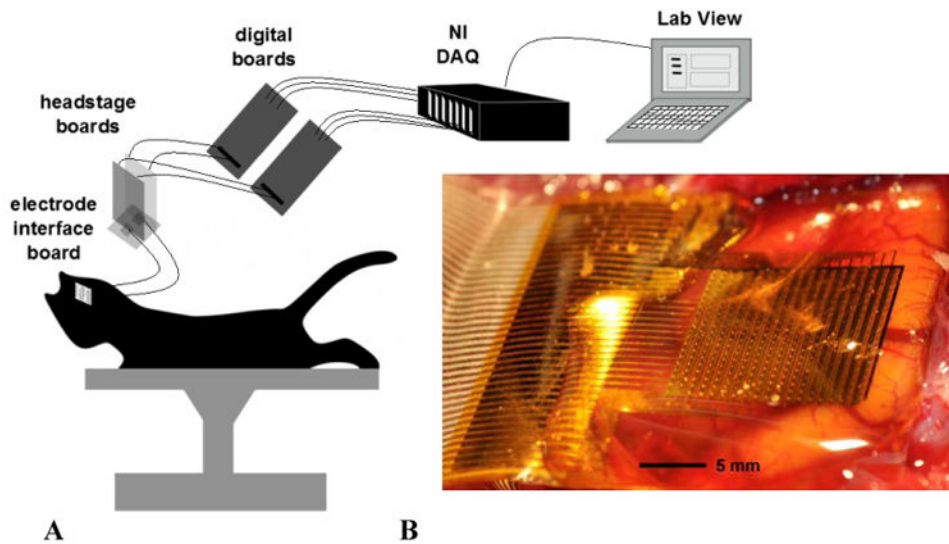 digital
boards
NI
DAQ
Lab View
headstage
boards
electrode
interface
board
5 mm
A
B